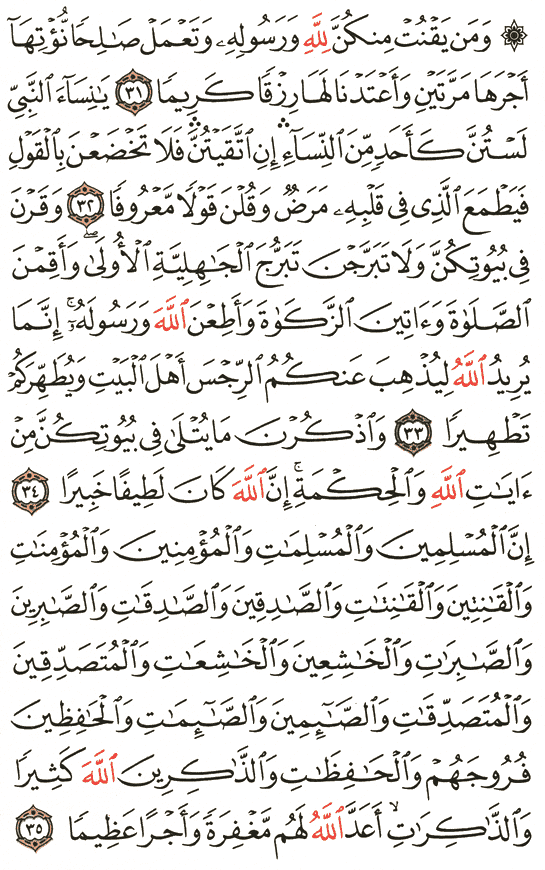 ۞ وَمَن يَقْنُتْ مِنكُنَّ لِلَّهِ وَرَسُولِهِۦ وَتَعْمَلْ صَٰلِحًا نُّؤْتِهَآ
أَجْرَهَا مَرَّتَيْنِ وَأَعْتَدْنَا لَهَا رِزْقًا كَرِيمًا ٣١ يَٰنِسَآءَ ٱلنَّبِيِّ
لَسْتُنَّ كَأَحَدٍ مِّنَ ٱلنِّسَآءِ ۚ إِنِ ٱتَّقَيْتُنَّ ۛ فَلَا تَخْضَعْنَ بِٱلْقَوْلِ
فَيَطْمَعَ ٱلَّذِى فِى قَلْبِهِۦ مَرَضٌ وَقُلْنَ قَوْلًا مَّعْرُوفًا ٣٢ وَقَرْنَ
فِى بُيُوتِكُنَّ وَلَا تَبَرَّجْنَ تَبَرُّجَ ٱلْجَٰهِلِيَّةِ ٱلْأُولَىٰ ۖ وَأَقِمْنَ
ٱلصَّلَوٰةَ وَءَاتِينَ ٱلزَّكَوٰةَ وَأَطِعْنَ ٱللَّهَ وَرَسُولَهُۥٓ ۚ إِنَّمَا
يُرِيدُ ٱللَّهُ لِيُذْهِبَ عَنكُمُ ٱلرِّجْسَ أَهْلَ ٱلْبَيْتِ وَيُطَهِّرَكُمْ
تَطْهِيرًا ٣٣ وَٱذْكُرْنَ مَا يُتْلَىٰ فِى بُيُوتِكُنَّ مِنْ
ءَايَٰتِ ٱللَّهِ وَٱلْحِكْمَةِ ۚ إِنَّ ٱللَّهَ كَانَ لَطِيفًا خَبِيرًا ٣٤
إِنَّ ٱلْمُسْلِمِينَ وَٱلْمُسْلِمَٰتِ وَٱلْمُؤْمِنِينَ وَٱلْمُؤْمِنَٰتِ
وَٱلْقَٰنِتِينَ وَٱلْقَٰنِتَٰتِ وَٱلصَّٰدِقِينَ وَٱلصَّٰدِقَٰتِ وَٱلصَّٰبِرِينَ
وَٱلصَّٰبِرَٰتِ وَٱلْخَٰشِعِينَ وَٱلْخَٰشِعَٰتِ وَٱلْمُتَصَدِّقِينَ
وَٱلْمُتَصَدِّقَٰتِ وَٱلصَّٰٓئِمِينَ وَٱلصَّٰٓئِمَٰتِ وَٱلْحَٰفِظِينَ
فُرُوجَهُمْ وَٱلْحَٰفِظَٰتِ وَٱلذَّٰكِرِينَ ٱللَّهَ كَثِيرًا
وَٱلذَّٰكِرَٰتِ ۙ أَعَدَّ ٱللَّهُ لَهُم مَّغْفِرَةً وَأَجْرًا عَظِيمًا ٣٥